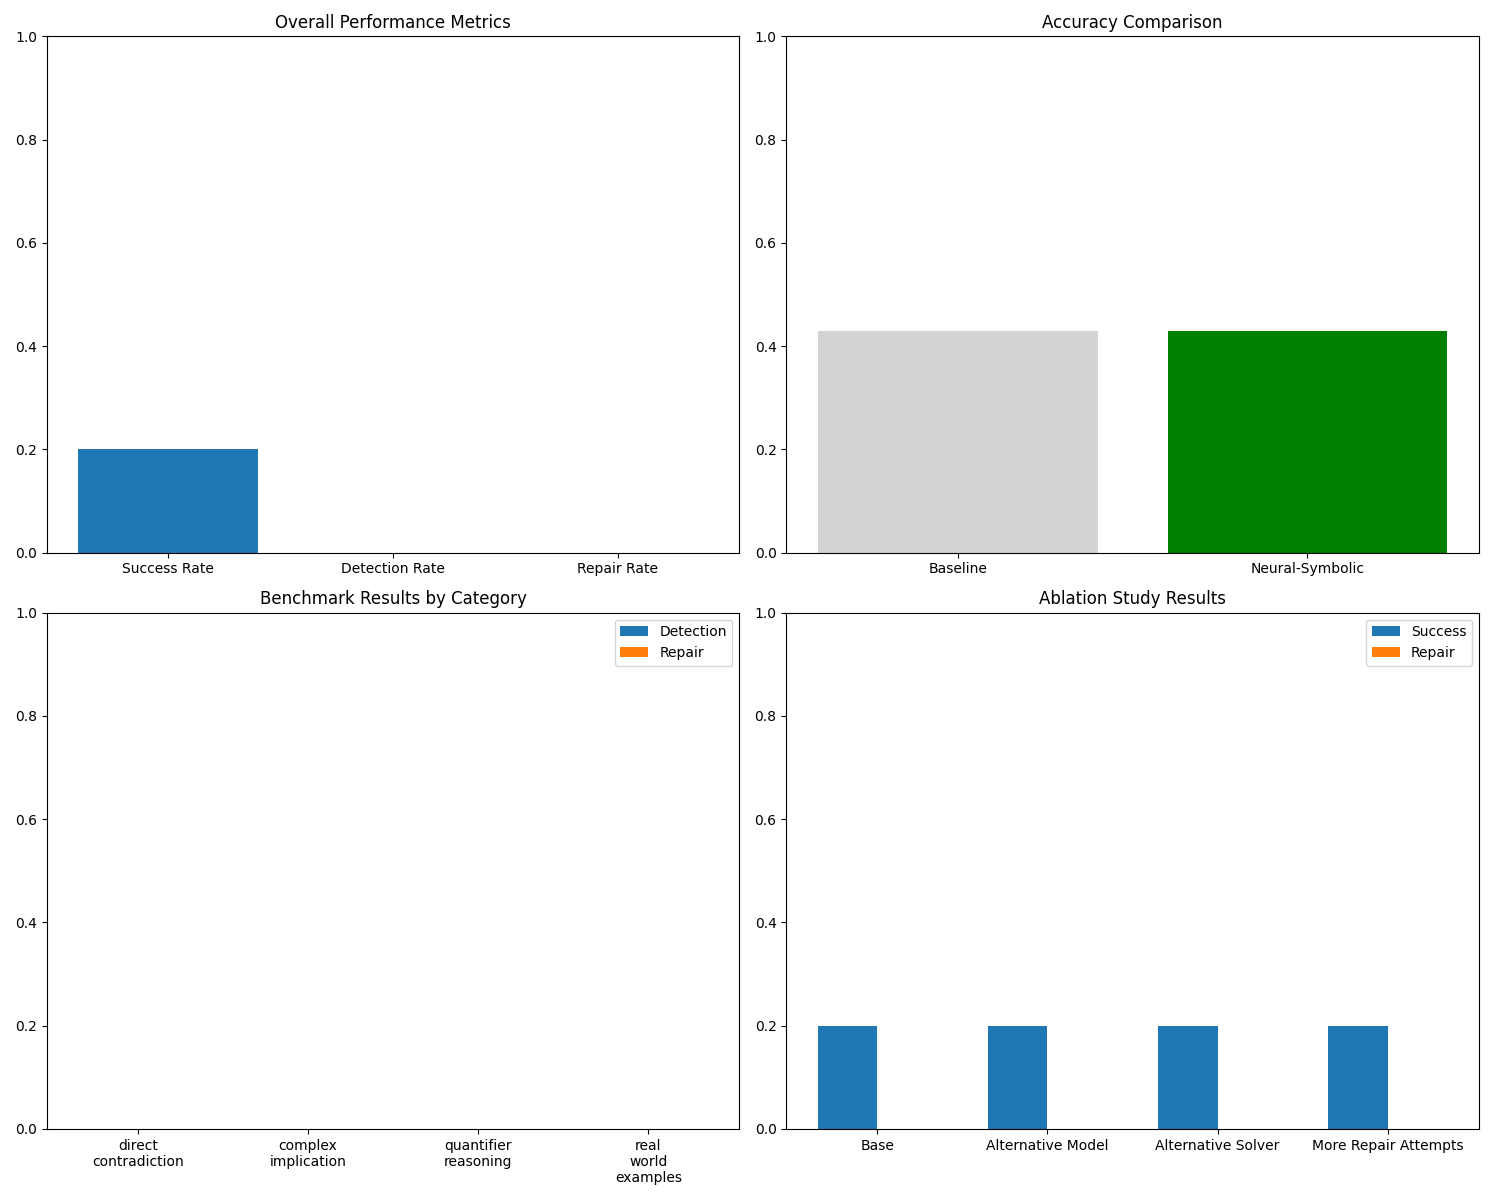 Overall Performance Metrics
1.0
0.8
0.6
0.4
0.2
0.0
Success Rate
Detection Rate
Repair Rate
Accuracy Comparison
1.0
0.8
0.6
0.4
0.2
0.0
Baseline
Neural-Symbolic
Benchmark Results by Category
Detection
Repair
1.0
0.8
0.6
0.4
0.2
0.0
direct
contradiction
complex
implication
quantifier
reasoning
real
world
examples
Ablation Study Results
Success
Repair
1.0
0.8
0.6
0.4
0.2
0.0
Base
Alternative Model
Alternative Solver
More Repair Attempts